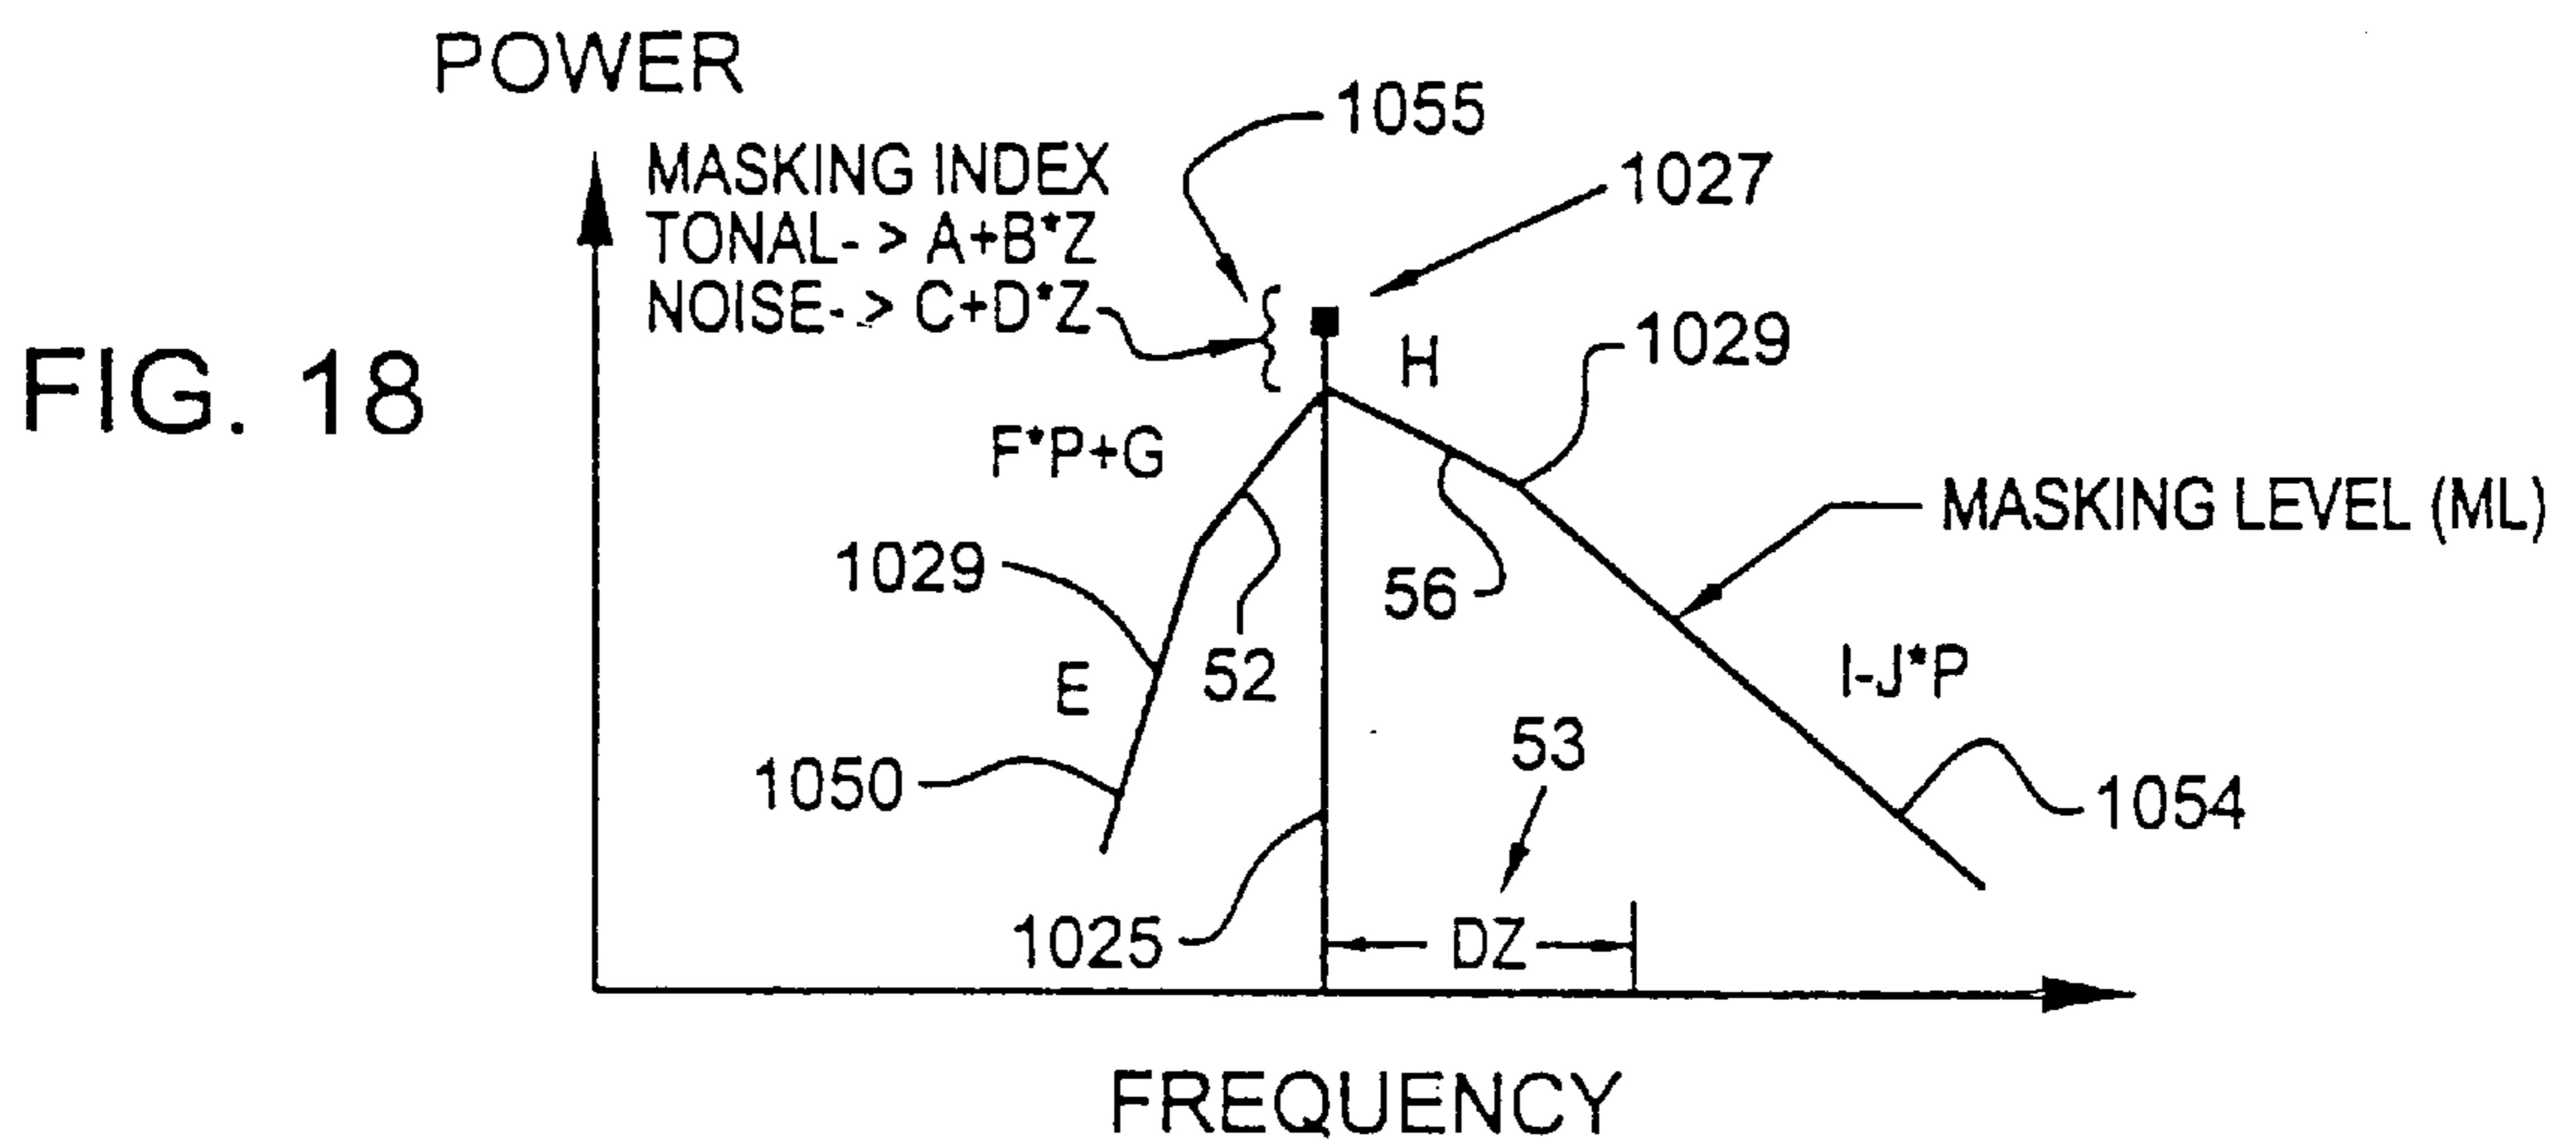 POWER
1055
MASKING INDEX
TONAL- > A+B*Z
NOISE- > C+D*Z
1027
FIG. 18
H
1029
F*P+G
MASKING LEVEL (ML)
1029
56
52
E
I-J*P
53
1050
1054
1025
DZ
FREQUENCY